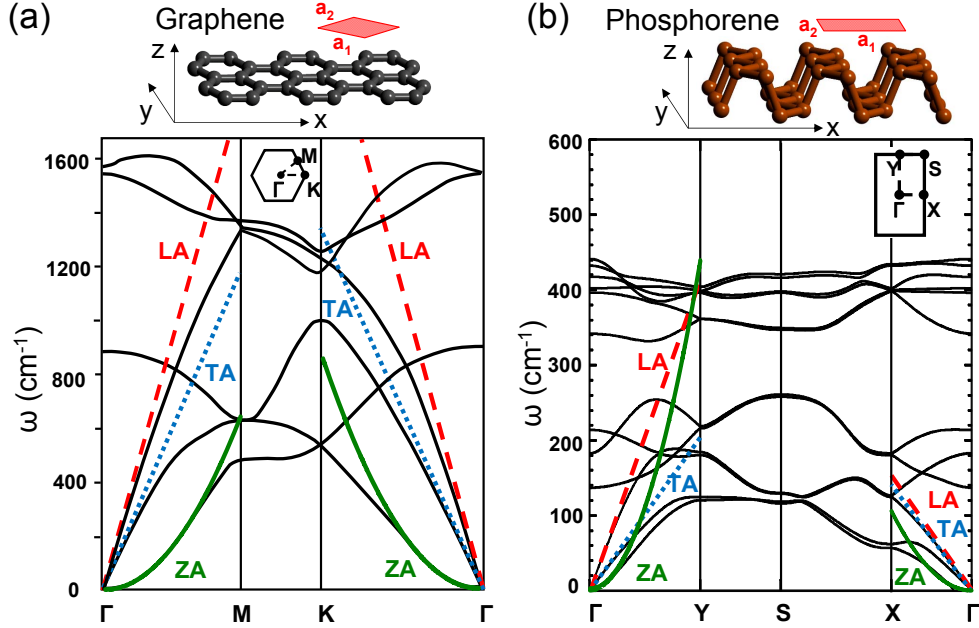 (a) Graphene
a₂
a₁
z
y
x
1600
1200
800
400
0
ω (cm⁻¹)
M
Γ
K
LA
LA
TA
TA
ZA
ZA
Γ M K Γ
(b) Phosphorene
a₂
a₁
z
y
x
600
500
400
300
200
100
0
ω (cm⁻¹)
Y S
Γ X
LA
TA
ZA
LA
TA
ZA
Γ Y S X Γ